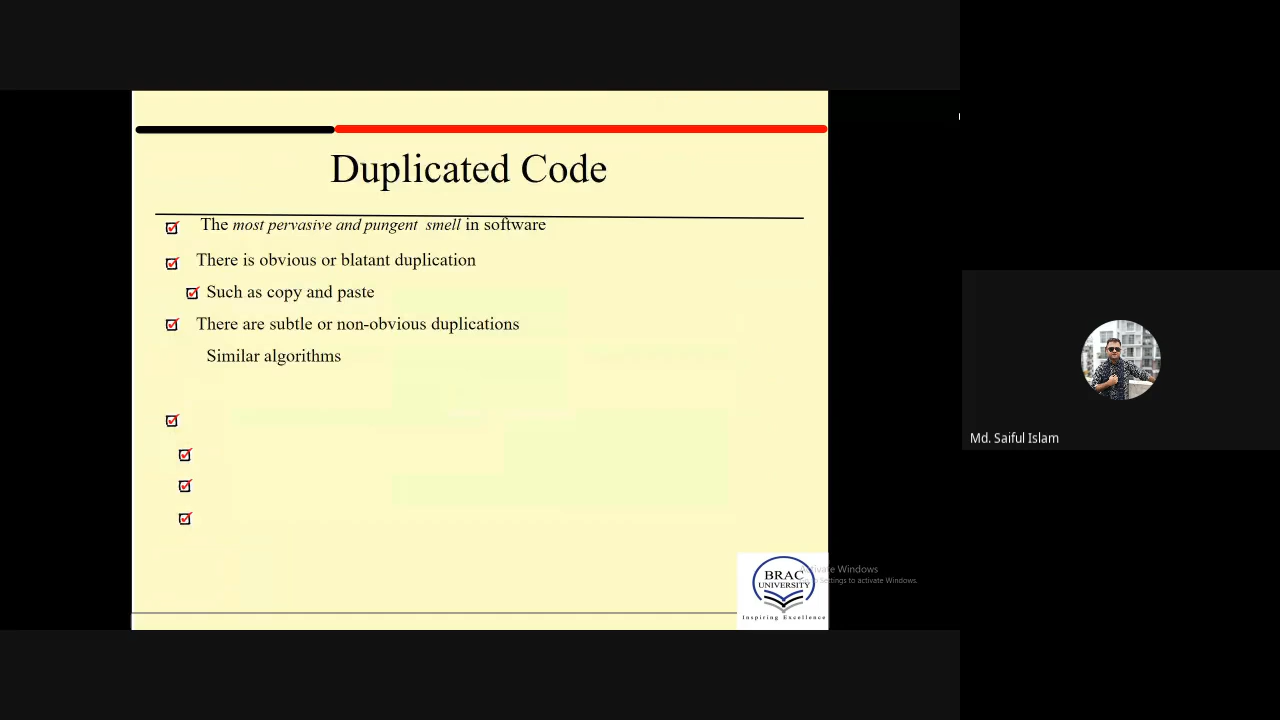 Duplicated Code
The most pervasive and pungent smell in software
There is obvious or blatant duplication
Such as copy and paste
There are subtle or non-obvious duplications
Similar algorithms
BRAC
UNIVERSITY
Inspiring Excellence
Activate Windows
Settings to activate Windows.
Md. Saiful Islam